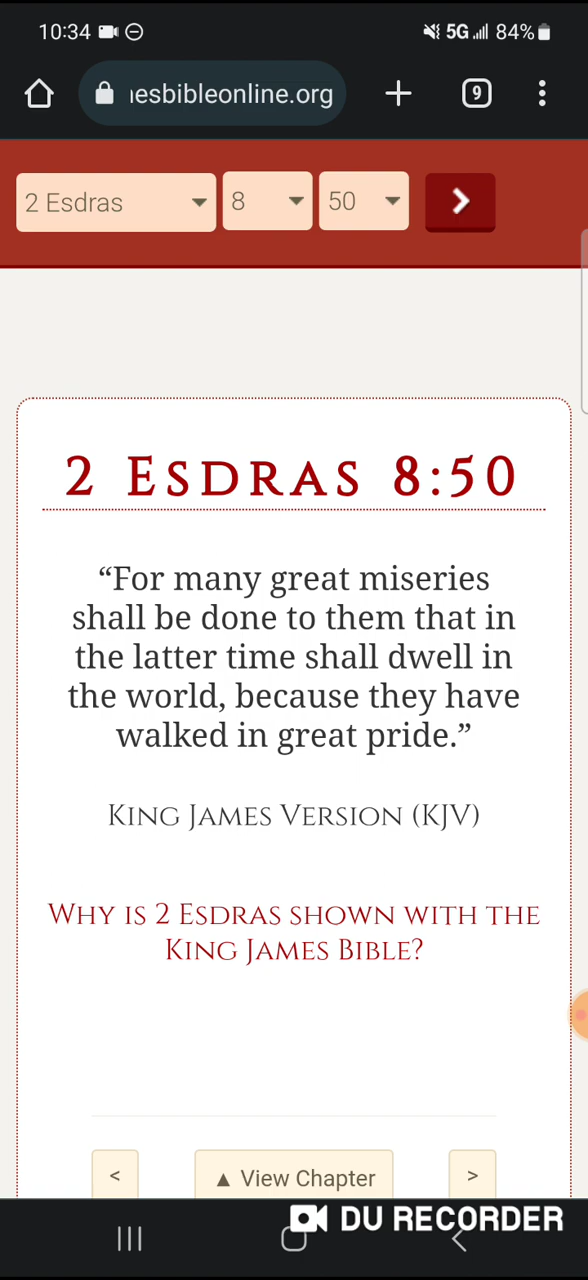 10:34 5G 84%
nesbibleonline.org 9
2 Esdras 8 50
2 ESDRAS 8:50
“For many great miseries
shall be done to them that in
the latter time shall dwell in
the world, because they have
walked in great pride.”
KING JAMES VERSION (KJV)
WHY IS 2 ESDRAS SHOWN WITH THE
KING JAMES BIBLE?
< ▲ View Chapter >
DU RECORDER